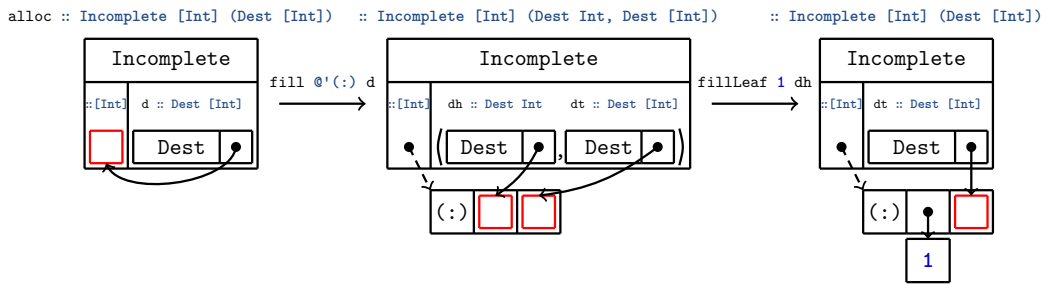 alloc :: Incomplete [Int] (Dest [Int])   :: Incomplete [Int] (Dest Int, Dest [Int])   :: Incomplete [Int] (Dest [Int])
Incomplete   Incomplete   Incomplete
fill @'(:) d   fillLeaf 1 dh
::[Int]   d :: Dest [Int]   ::[Int]   dh :: Dest Int   dt :: Dest [Int]   ::[Int]   dt :: Dest [Int]
Dest   ( Dest , Dest )   Dest
(:)   (:)
1